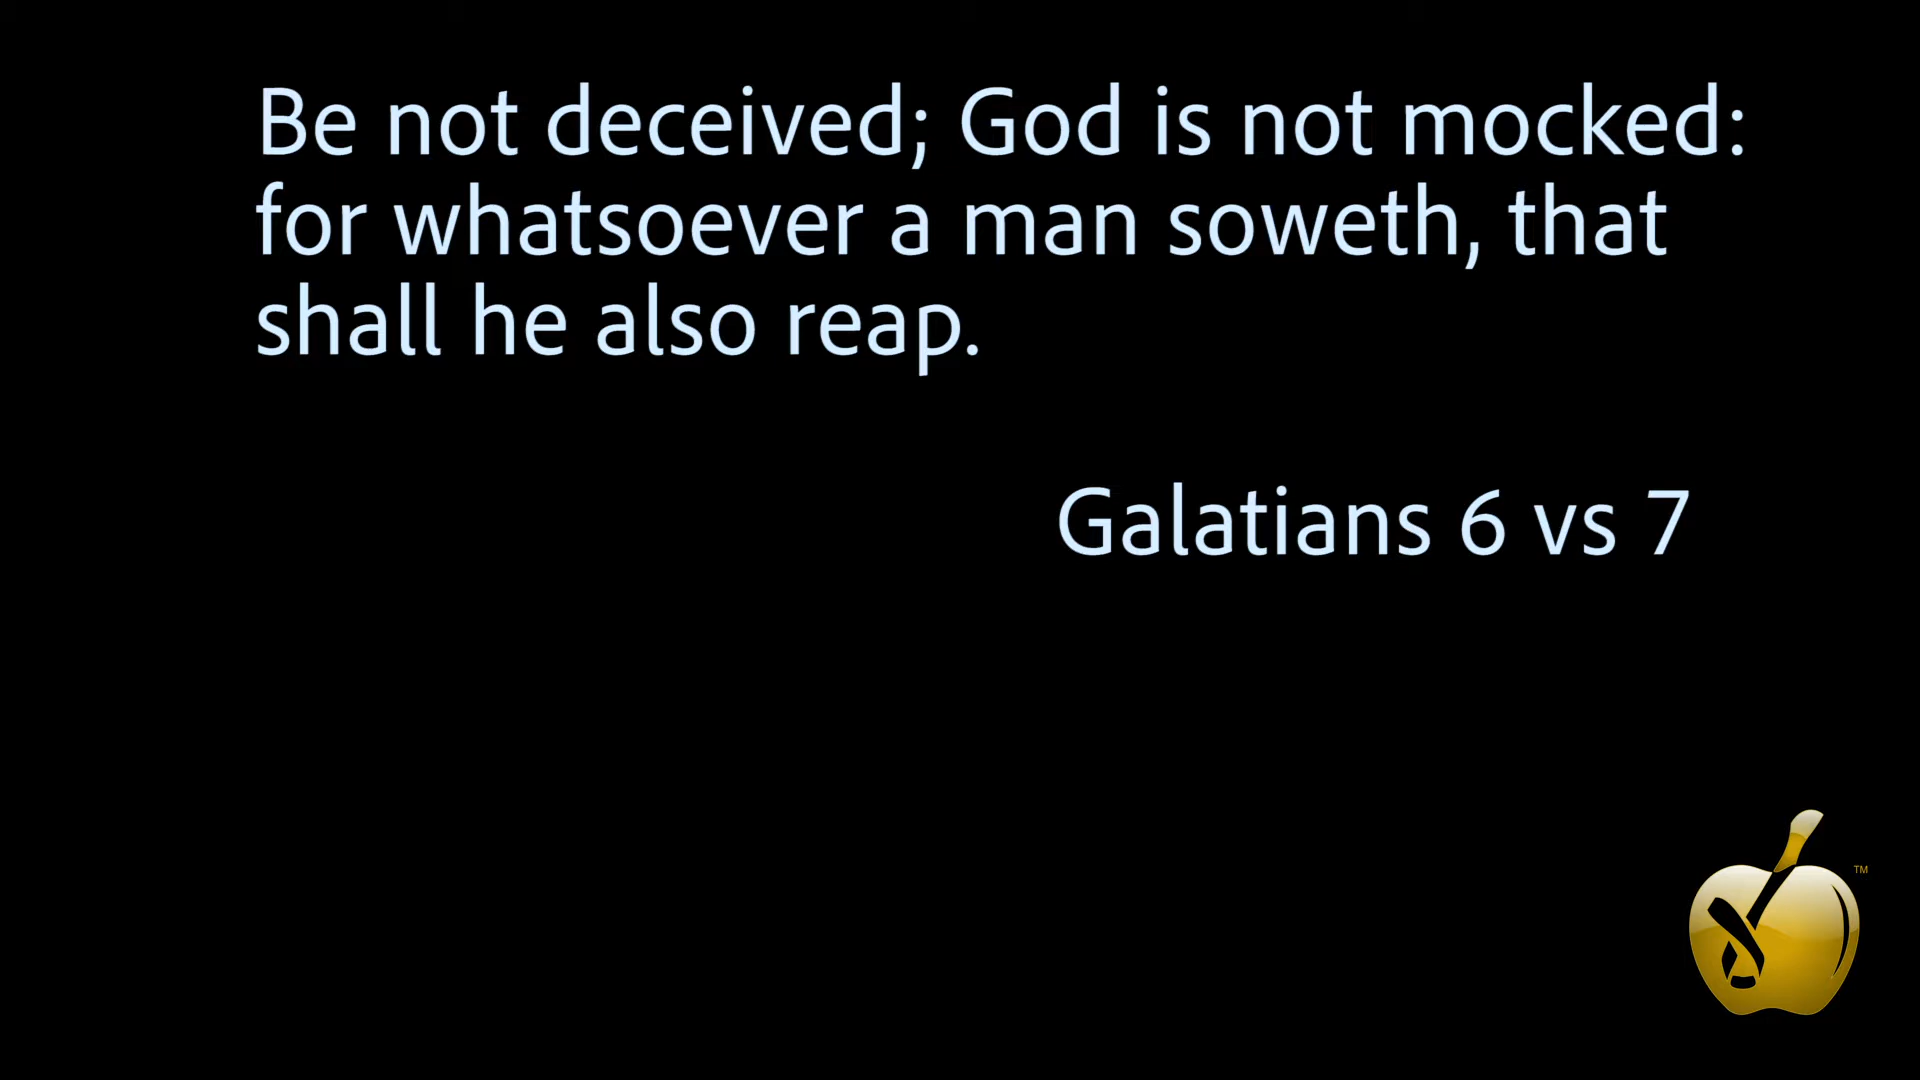 Be not deceived; God is not mocked:
for whatsoever a man soweth, that
shall he also reap.
Galatians 6 vs 7
TM